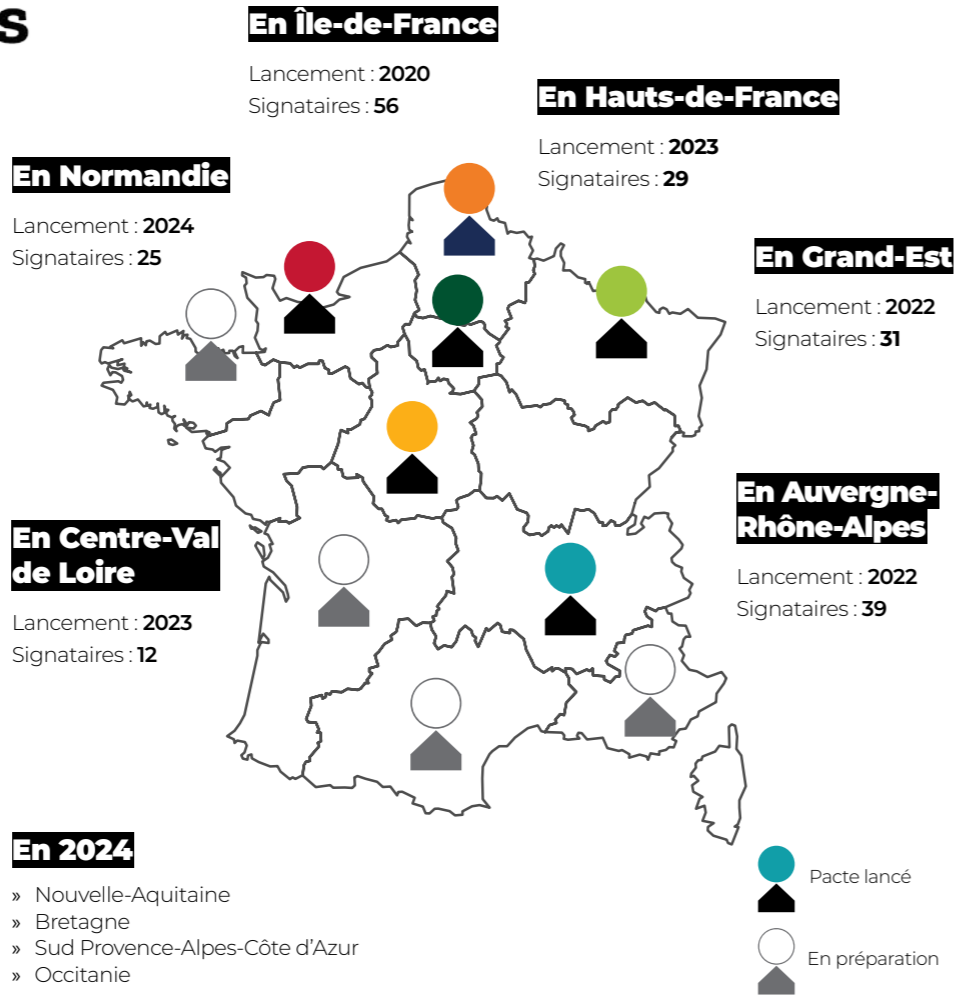 s
En Île-de-France
Lancement : 2020
Signataires : 56
En Hauts-de-France
Lancement : 2023
Signataires : 29
En Normandie
Lancement : 2024
Signataires : 25
En Grand-Est
Lancement : 2022
Signataires : 31
En Auvergne-
Rhône-Alpes
Lancement : 2022
Signataires : 39
En Centre-Val
de Loire
Lancement : 2023
Signataires : 12
En 2024
» Nouvelle-Aquitaine
» Bretagne
» Sud Provence-Alpes-Côte d'Azur
» Occitanie
Pacte lancé
En préparation